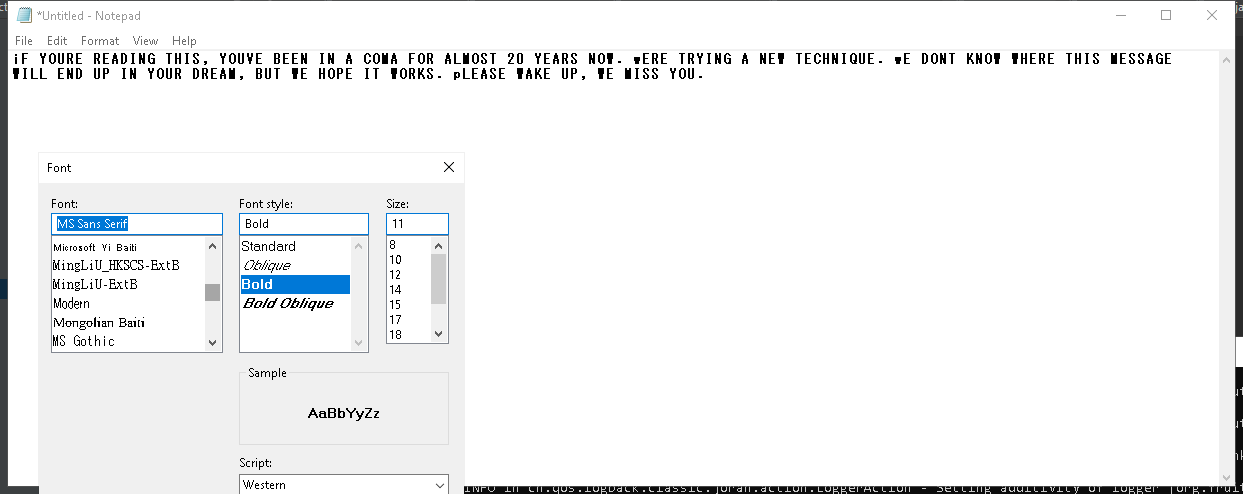 *Untitled - Notepad
File Edit Format View Help
iF YOURE READING THIS, YOUVE BEEN IN A COMA FOR ALMOST 20 YEARS NOW. wERE TRYING A NEW TECHNIQUE. wE DONT KNOW WHERE THIS MESSAGE
WILL END UP IN YOUR DREAM, BUT WE HOPE IT WORKS. pLEASE WAKE UP, WE MISS YOU.
Font
Font: Font style: Size:
MS Sans Serif Bold 11
Microsoft Yi Baiti Standard 8
MingLiU_HKSCS-ExtB Oblique 10
MingLiU-ExtB Bold 12
Modern Bold Oblique 14
Mongolian Baiti 15
MS Gothic 17
18
Sample
AaBbYyZz
Script:
Western
INFO in ch.qos.logback.classic.joran.action.LoggerAction - Setting additivity of logger